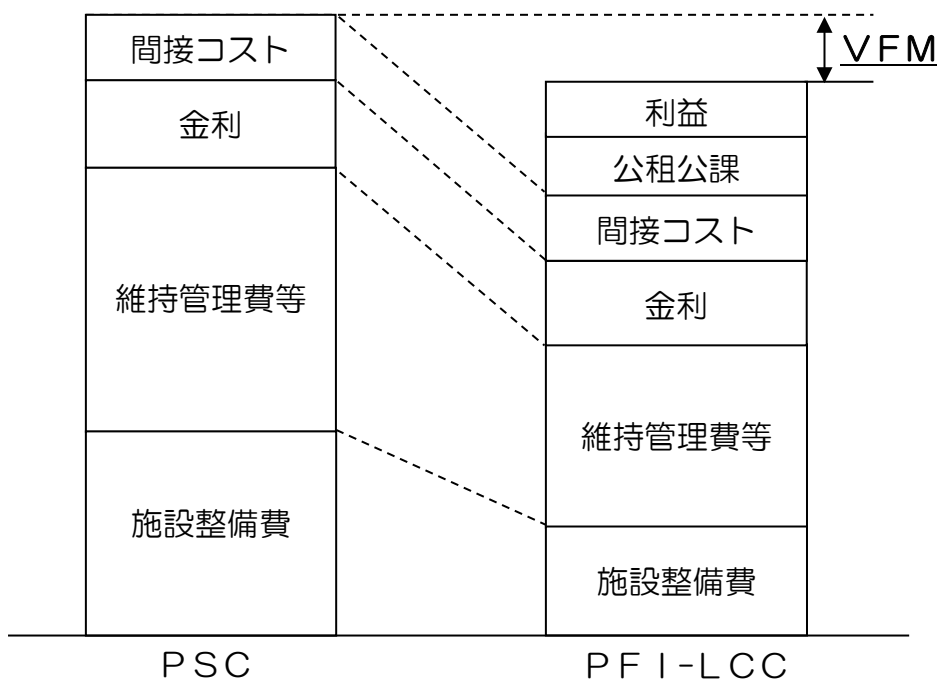 間接コスト
金利
維持管理費等
施設整備費
PSC
VFM
利益
公租公課
間接コスト
金利
維持管理費等
施設整備費
PFI-LCC